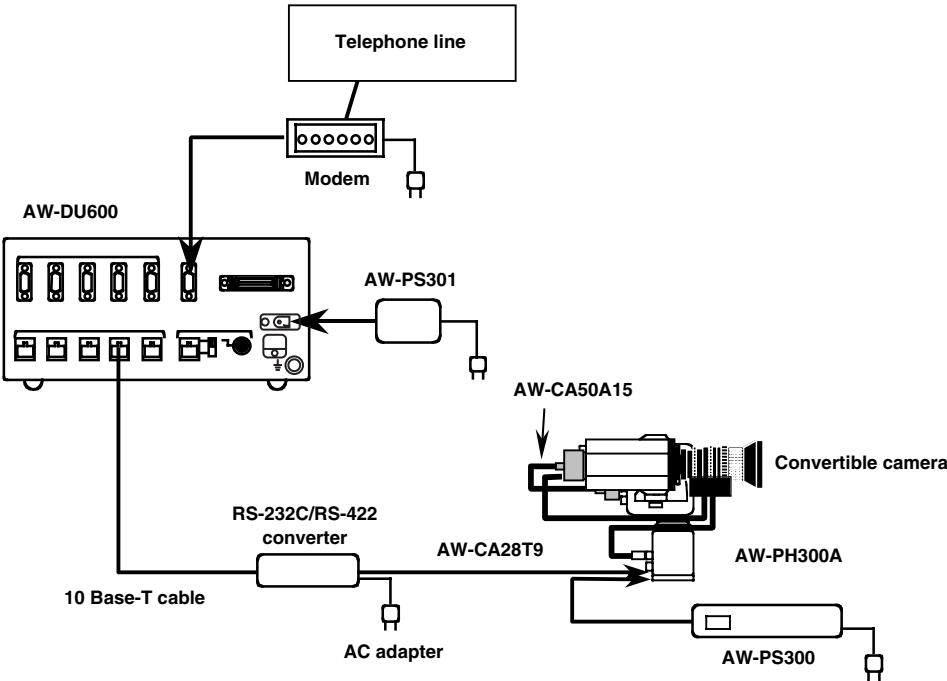 Telephone line
Modem
AW-DU600
AW-PS301
AW-CA50A15
Convertible camera
RS-232C/RS-422
converter
AW-CA28T9
AW-PH300A
10 Base-T cable
AC adapter
AW-PS300